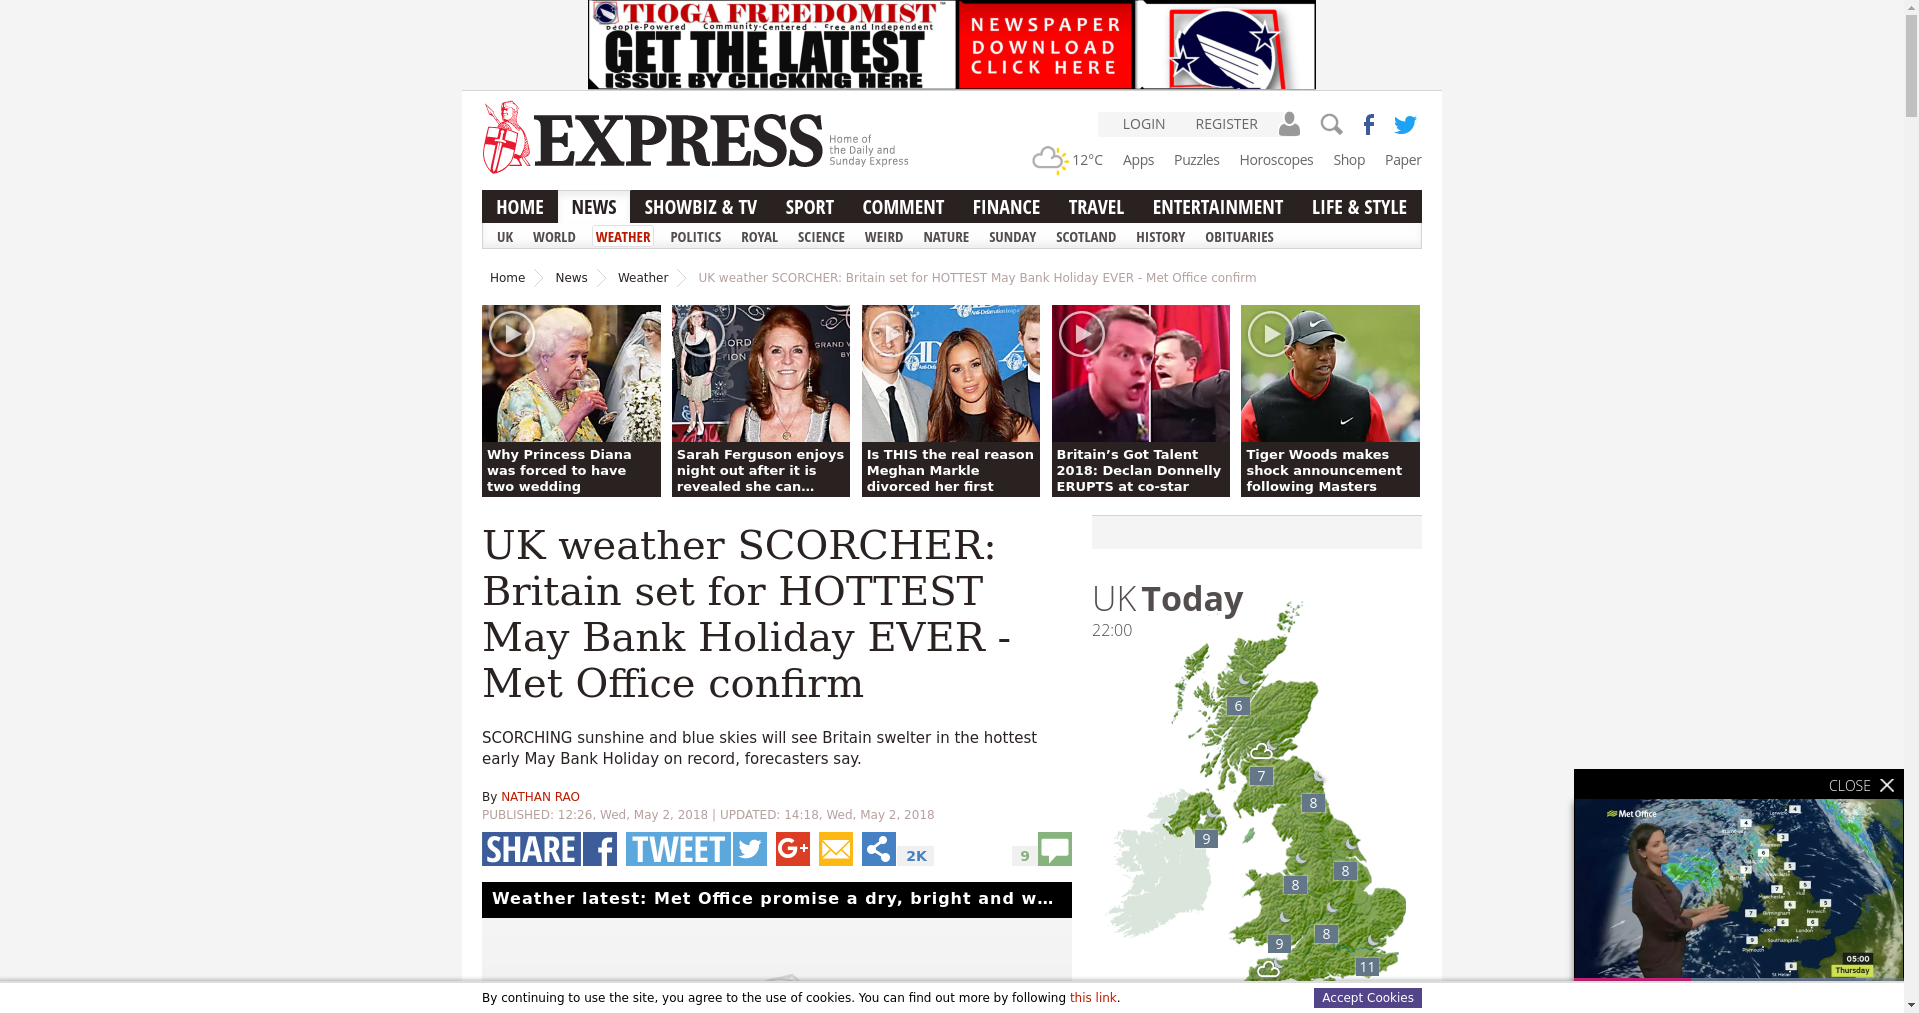 TIOGA FREEDOMIST
People-Powered Community-Centered · Free and Independent
GET THE LATEST
ISSUE BY CLICKING HERE
NEWSPAPER
DOWNLOAD
CLICK HERE
EXPRESS
Home of
the Daily and
Sunday Express
LOGIN REGISTER
12°C Apps Puzzles Horoscopes Shop Paper
HOME NEWS SHOWBIZ & TV SPORT COMMENT FINANCE TRAVEL ENTERTAINMENT LIFE & STYLE
UK WORLD WEATHER POLITICS ROYAL SCIENCE WEIRD NATURE SUNDAY SCOTLAND HISTORY OBITUARIES
Home News Weather UK weather SCORCHER: Britain set for HOTTEST May Bank Holiday EVER - Met Office confirm
Why Princess Diana
was forced to have
two wedding
Sarah Ferguson enjoys
night out after it is
revealed she can…
Is THIS the real reason
Meghan Markle
divorced her first
Britain’s Got Talent
2018: Declan Donnelly
ERUPTS at co-star
Tiger Woods makes
shock announcement
following Masters
UK weather SCORCHER:
Britain set for HOTTEST
May Bank Holiday EVER -
Met Office confirm
SCORCHING sunshine and blue skies will see Britain swelter in the hottest
early May Bank Holiday on record, forecasters say.
By NATHAN RAO
PUBLISHED: 12:26, Wed, May 2, 2018 | UPDATED: 14:18, Wed, May 2, 2018
SHARE f TWEET G+ 2K 9
Weather latest: Met Office promise a dry, bright and w…
UK Today
22:00
6
7
8
9
8
8
8
9
11
CLOSE
Met Office
05:00
Thursday
By continuing to use the site, you agree to the use of cookies. You can find out more by following this link.
Accept Cookies